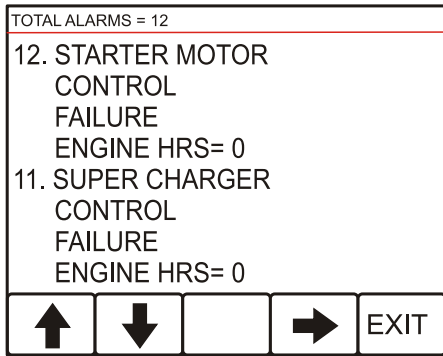 TOTAL ALARMS = 12
12. STARTER MOTOR
CONTROL
FAILURE
ENGINE HRS= 0
11. SUPER CHARGER
CONTROL
FAILURE
ENGINE HRS= 0
EXIT